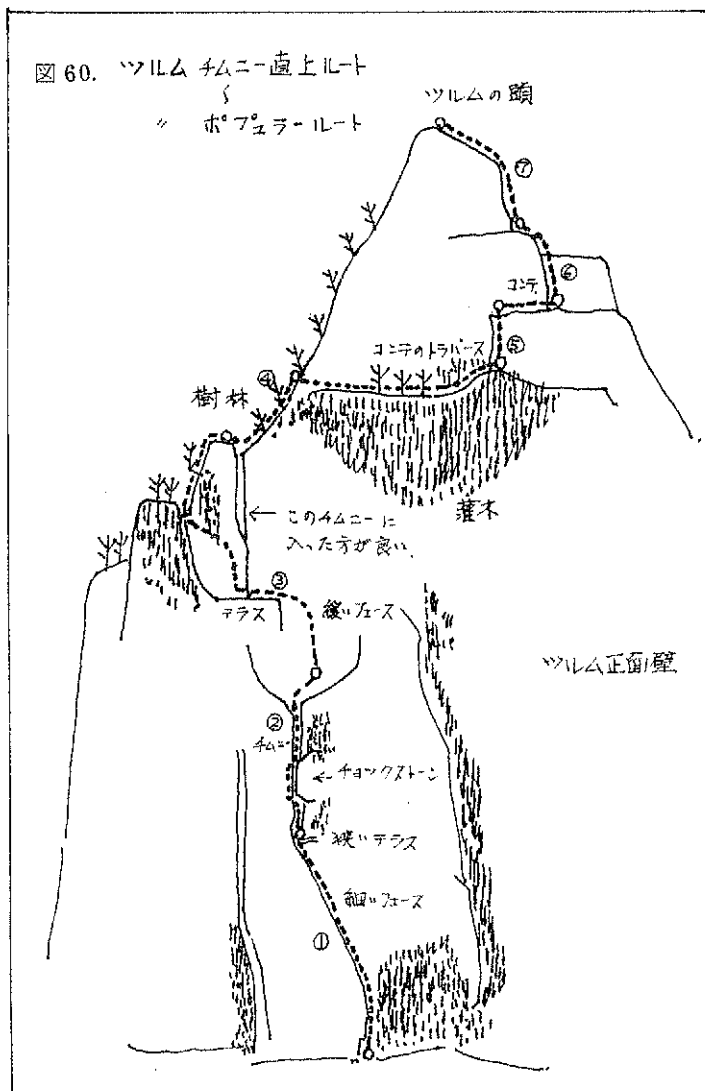 図60. ツルム チムニー直上ルート
〜
〃 ポプュラールート
ツルムの頭
⑦
⑥
コンテ
コンテのトラバース
⑤
④
樹林
灌木
←このチムニーに
入った方が良い.
③
テラス
緩いフェース
ツルム正面壁
②
チムニー
←チョックストーン
狭いテラス
細いフェース
①